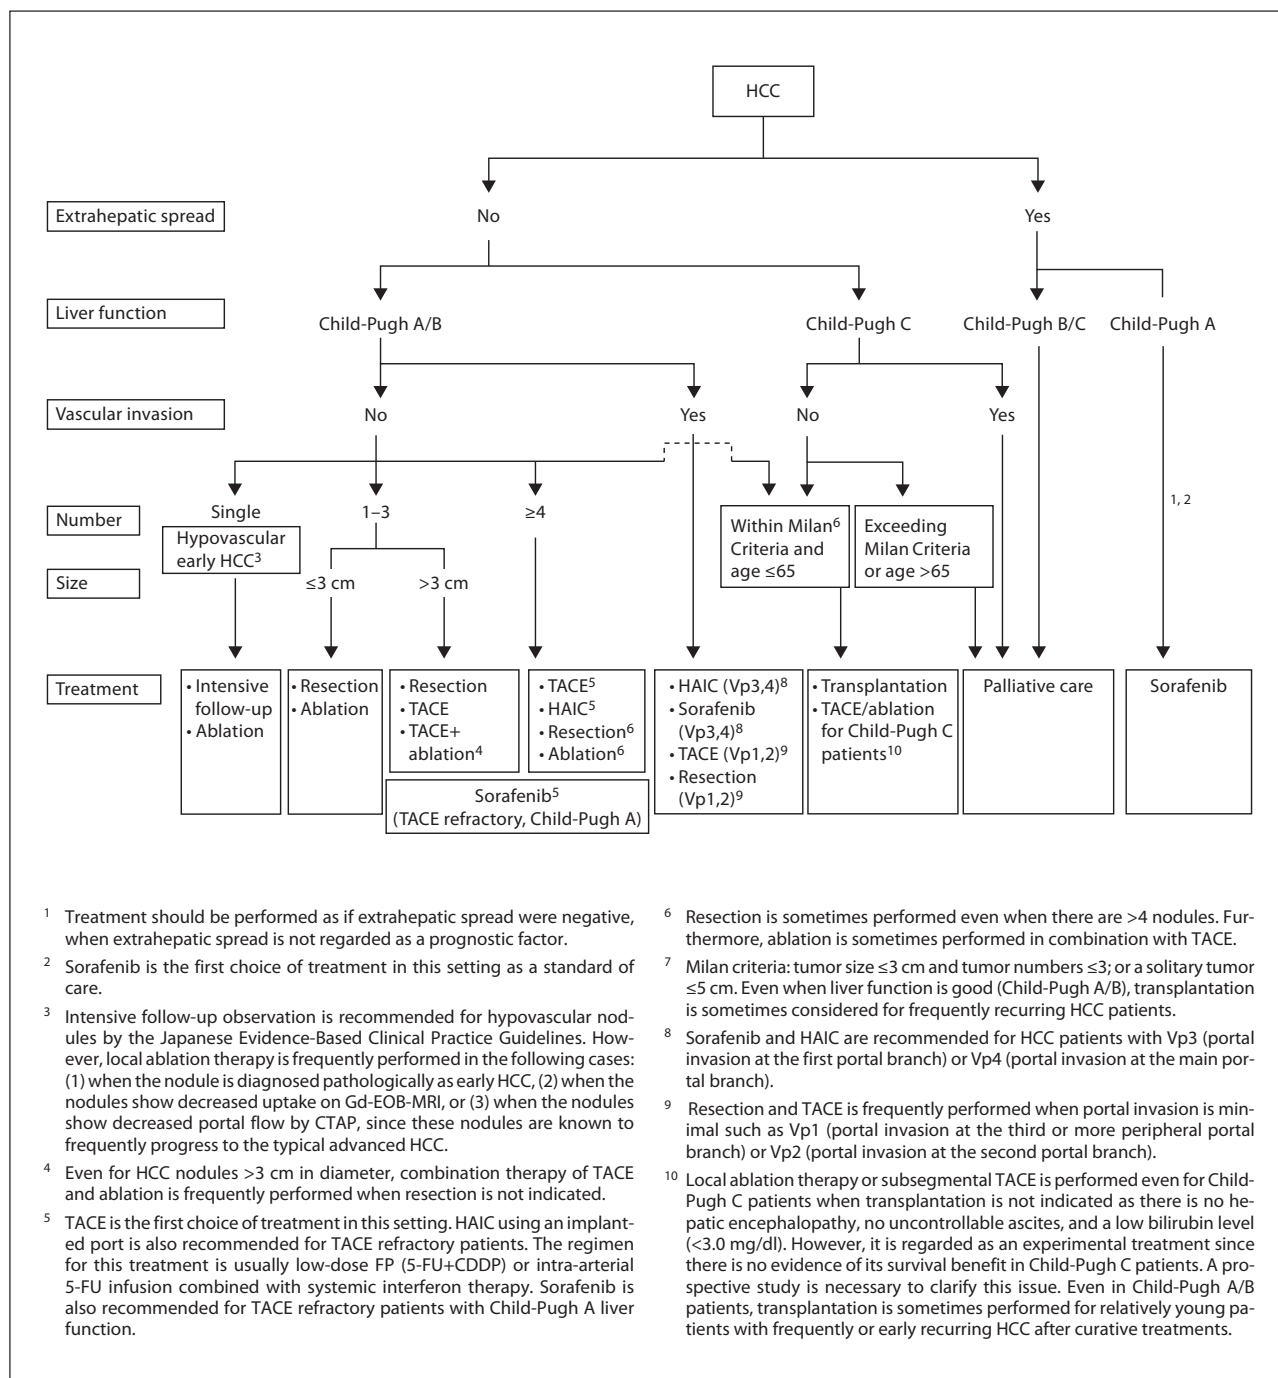 HCC
Extrahepatic spread
No
Yes
Liver function
Child-Pugh A/B
Child-Pugh C
Child-Pugh B/C
Child-Pugh A
Vascular invasion
No
Yes
No
Yes
1, 2
Number
Single
1–3
≥4
Hypovascular
early HCC3
Within Milan6
Criteria and
age ≤65
Exceeding
Milan Criteria
or age >65
Size
≤3 cm
>3 cm
Treatment
• Intensive
follow-up
• Ablation
• Resection
• Ablation
• Resection
• TACE
• TACE+
ablation4
• TACE5
• HAIC5
• Resection6
• Ablation6
Sorafenib5
(TACE refractory, Child-Pugh A)
• HAIC (Vp3,4)8
• Sorafenib
(Vp3,4)8
• TACE (Vp1,2)9
• Resection
(Vp1,2)9
• Transplantation
• TACE/ablation
for Child-Pugh C
patients10
Palliative care
Sorafenib
1 Treatment should be performed as if extrahepatic spread were negative,
when extrahepatic spread is not regarded as a prognostic factor.
2 Sorafenib is the first choice of treatment in this setting as a standard of
care.
3 Intensive follow-up observation is recommended for hypovascular nod-
ules by the Japanese Evidence-Based Clinical Practice Guidelines. How-
ever, local ablation therapy is frequently performed in the following cases:
(1) when the nodule is diagnosed pathologically as early HCC, (2) when the
nodules show decreased uptake on Gd-EOB-MRI, or (3) when the nodules
show decreased portal flow by CTAP, since these nodules are known to
frequently progress to the typical advanced HCC.
4 Even for HCC nodules >3 cm in diameter, combination therapy of TACE
and ablation is frequently performed when resection is not indicated.
5 TACE is the first choice of treatment in this setting. HAIC using an implant-
ed port is also recommended for TACE refractory patients. The regimen
for this treatment is usually low-dose FP (5-FU+CDDP) or intra-arterial
5-FU infusion combined with systemic interferon therapy. Sorafenib is
also recommended for TACE refractory patients with Child-Pugh A liver
function.
6 Resection is sometimes performed even when there are >4 nodules. Fur-
thermore, ablation is sometimes performed in combination with TACE.
7 Milan criteria: tumor size ≤3 cm and tumor numbers ≤3; or a solitary tumor
≤5 cm. Even when liver function is good (Child-Pugh A/B), transplantation
is sometimes considered for frequently recurring HCC patients.
8 Sorafenib and HAIC are recommended for HCC patients with Vp3 (portal
invasion at the first portal branch) or Vp4 (portal invasion at the main por-
tal branch).
9 Resection and TACE is frequently performed when portal invasion is min-
imal such as Vp1 (portal invasion at the third or more peripheral portal
branch) or Vp2 (portal invasion at the second portal branch).
10 Local ablation therapy or subsegmental TACE is performed even for Child-
Pugh C patients when transplantation is not indicated as there is no he-
patic encephalopathy, no uncontrollable ascites, and a low bilirubin level
(<3.0 mg/dl). However, it is regarded as an experimental treatment since
there is no evidence of its survival benefit in Child-Pugh C patients. A pro-
spective study is necessary to clarify this issue. Even in Child-Pugh A/B
patients, transplantation is sometimes performed for relatively young pa-
tients with frequently or early recurring HCC after curative treatments.